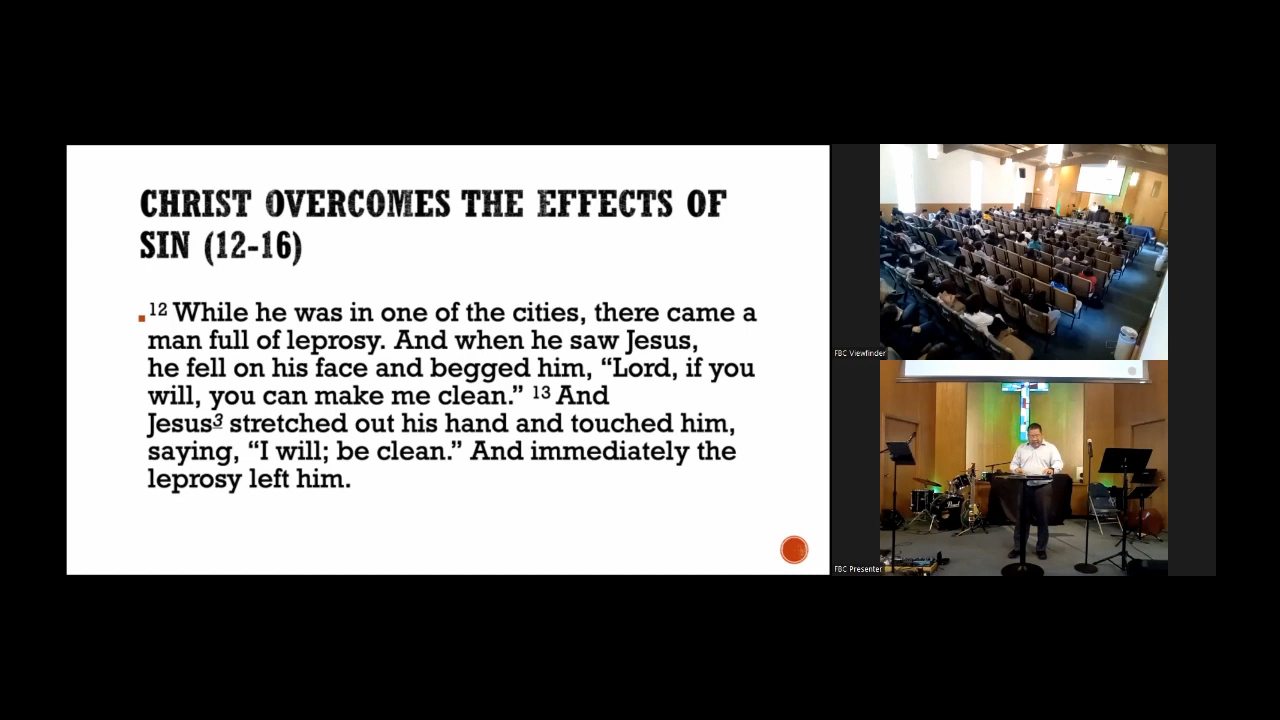 CHRIST OVERCOMES THE EFFECTS OF
SIN (12-16)
12 While he was in one of the cities, there came a
man full of leprosy. And when he saw Jesus,
he fell on his face and begged him, “Lord, if you
will, you can make me clean.” 13 And
Jesus3 stretched out his hand and touched him,
saying, “I will; be clean.” And immediately the
leprosy left him.
FBC Viewfinder
FBC Presenter
Pearl